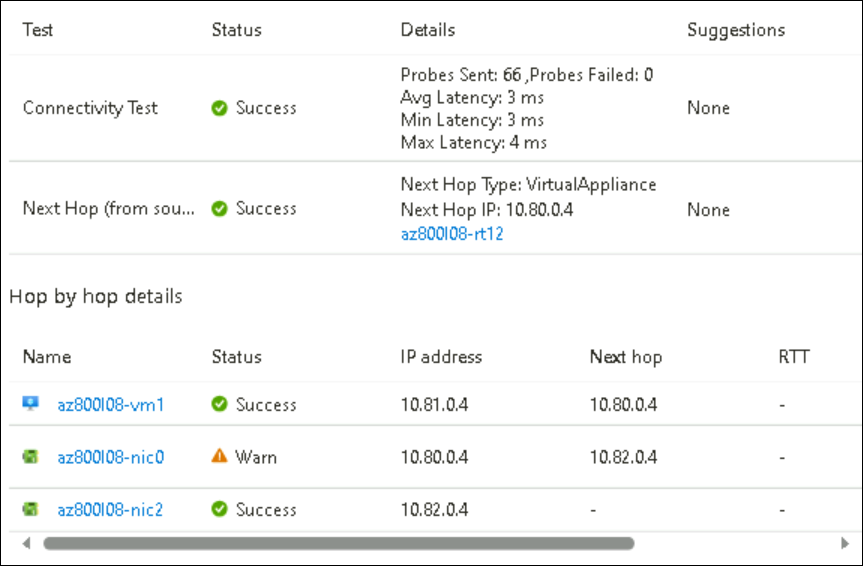 Test Status Details Suggestions
Connectivity Test Success Probes Sent: 66 ,Probes Failed: 0 None
Avg Latency: 3 ms
Min Latency: 3 ms
Max Latency: 4 ms
Next Hop (from sou... Success Next Hop Type: VirtualAppliance None
Next Hop IP: 10.80.0.4
az800l08-rt12
Hop by hop details
Name Status IP address Next hop RTT
az800l08-vm1 Success 10.81.0.4 10.80.0.4 -
az800l08-nic0 Warn 10.80.0.4 10.82.0.4 -
az800l08-nic2 Success 10.82.0.4 - -